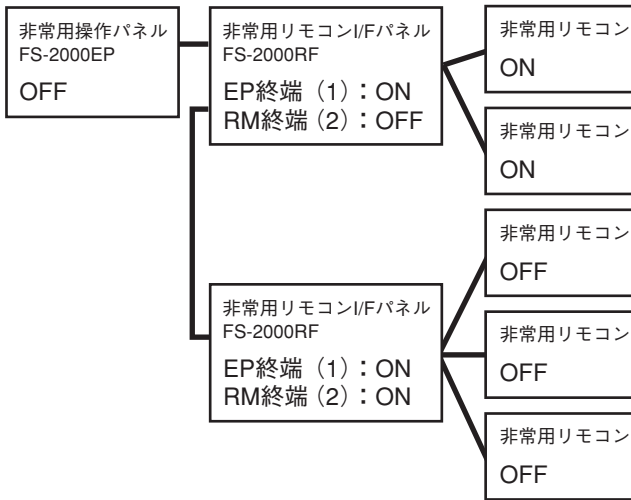 非常用操作パネル
FS-2000EP
OFF
非常用リモコンI/Fパネル
FS-2000RF
EP終端（1）：ON
RM終端（2）：OFF
非常用リモコン
ON
非常用リモコン
ON
非常用リモコンI/Fパネル
FS-2000RF
EP終端（1）：ON
RM終端（2）：ON
非常用リモコン
OFF
非常用リモコン
OFF
非常用リモコン
OFF